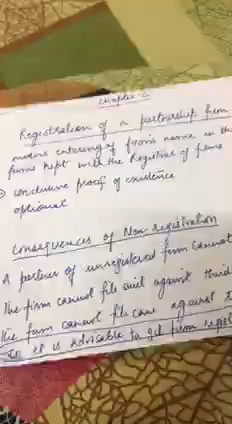 Chapter-2
Registration of a partnership firm
means entering of firm's name in the
firms kept with the Registrar of firms
conclusive proof of existence
optional
Consequences of Non-registration
A partner of unregistered firm cannot
The firm cannot file suit against third
The firm cannot file case against
So it is advisable to get firm